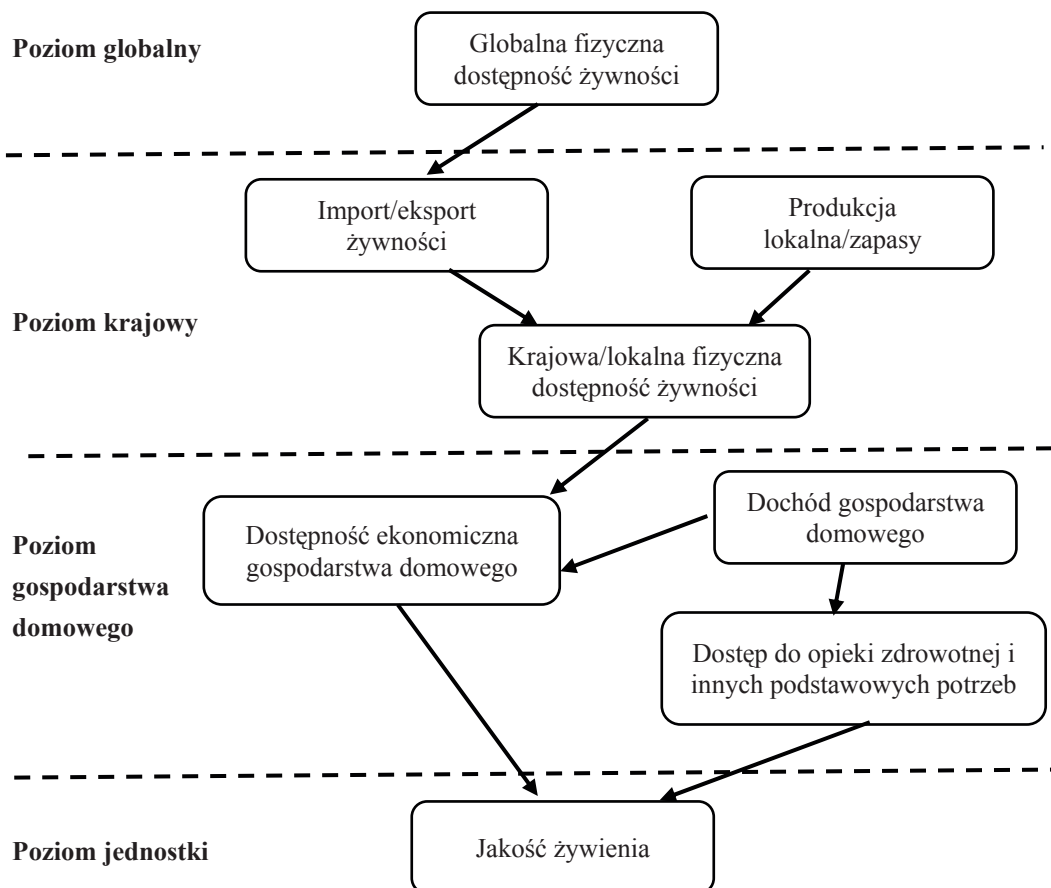 Poziom globalny
Globalna fizyczna
dostępność żywności
Import/eksport
żywności
Produkcja
lokalna/zapasy
Poziom krajowy
Krajowa/lokalna fizyczna
dostępność żywności
Poziom
gospodarstwa
domowego
Dostępność ekonomiczna
gospodarstwa domowego
Dochód gospodarstwa
domowego
Dostęp do opieki zdrowotnej i
innych podstawowych potrzeb
Poziom jednostki
Jakość żywienia